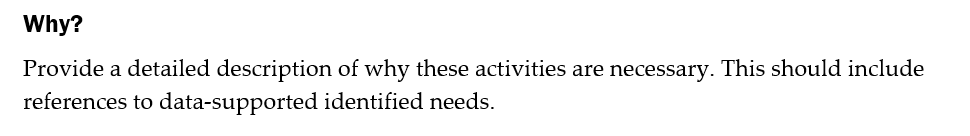 Why?
Provide a detailed description of why these activities are necessary. This should include
references to data-supported identified needs.